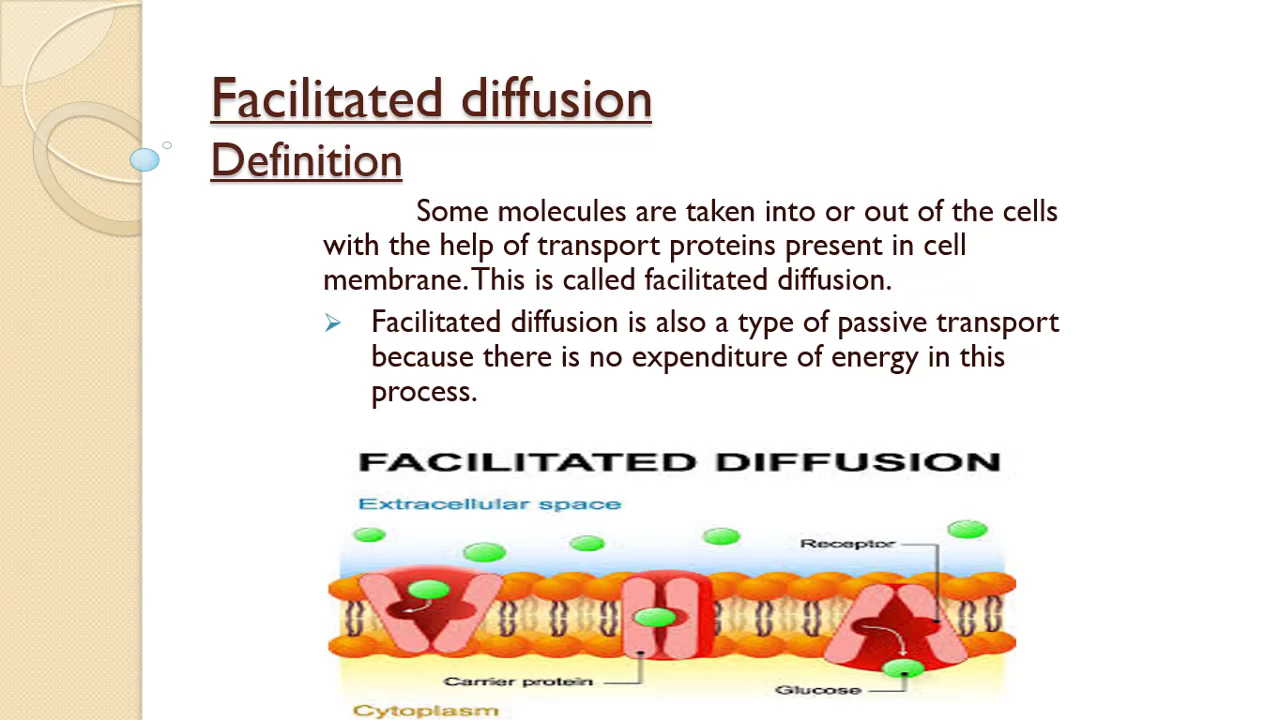 Facilitated diffusion
Definition
Some molecules are taken into or out of the cells
with the help of transport proteins present in cell
membrane. This is called facilitated diffusion.
Facilitated diffusion is also a type of passive transport
because there is no expenditure of energy in this
process.
FACILITATED DIFFUSION
Extracellular space
Receptor
Carrier protein
Glucose
Cytoplasm